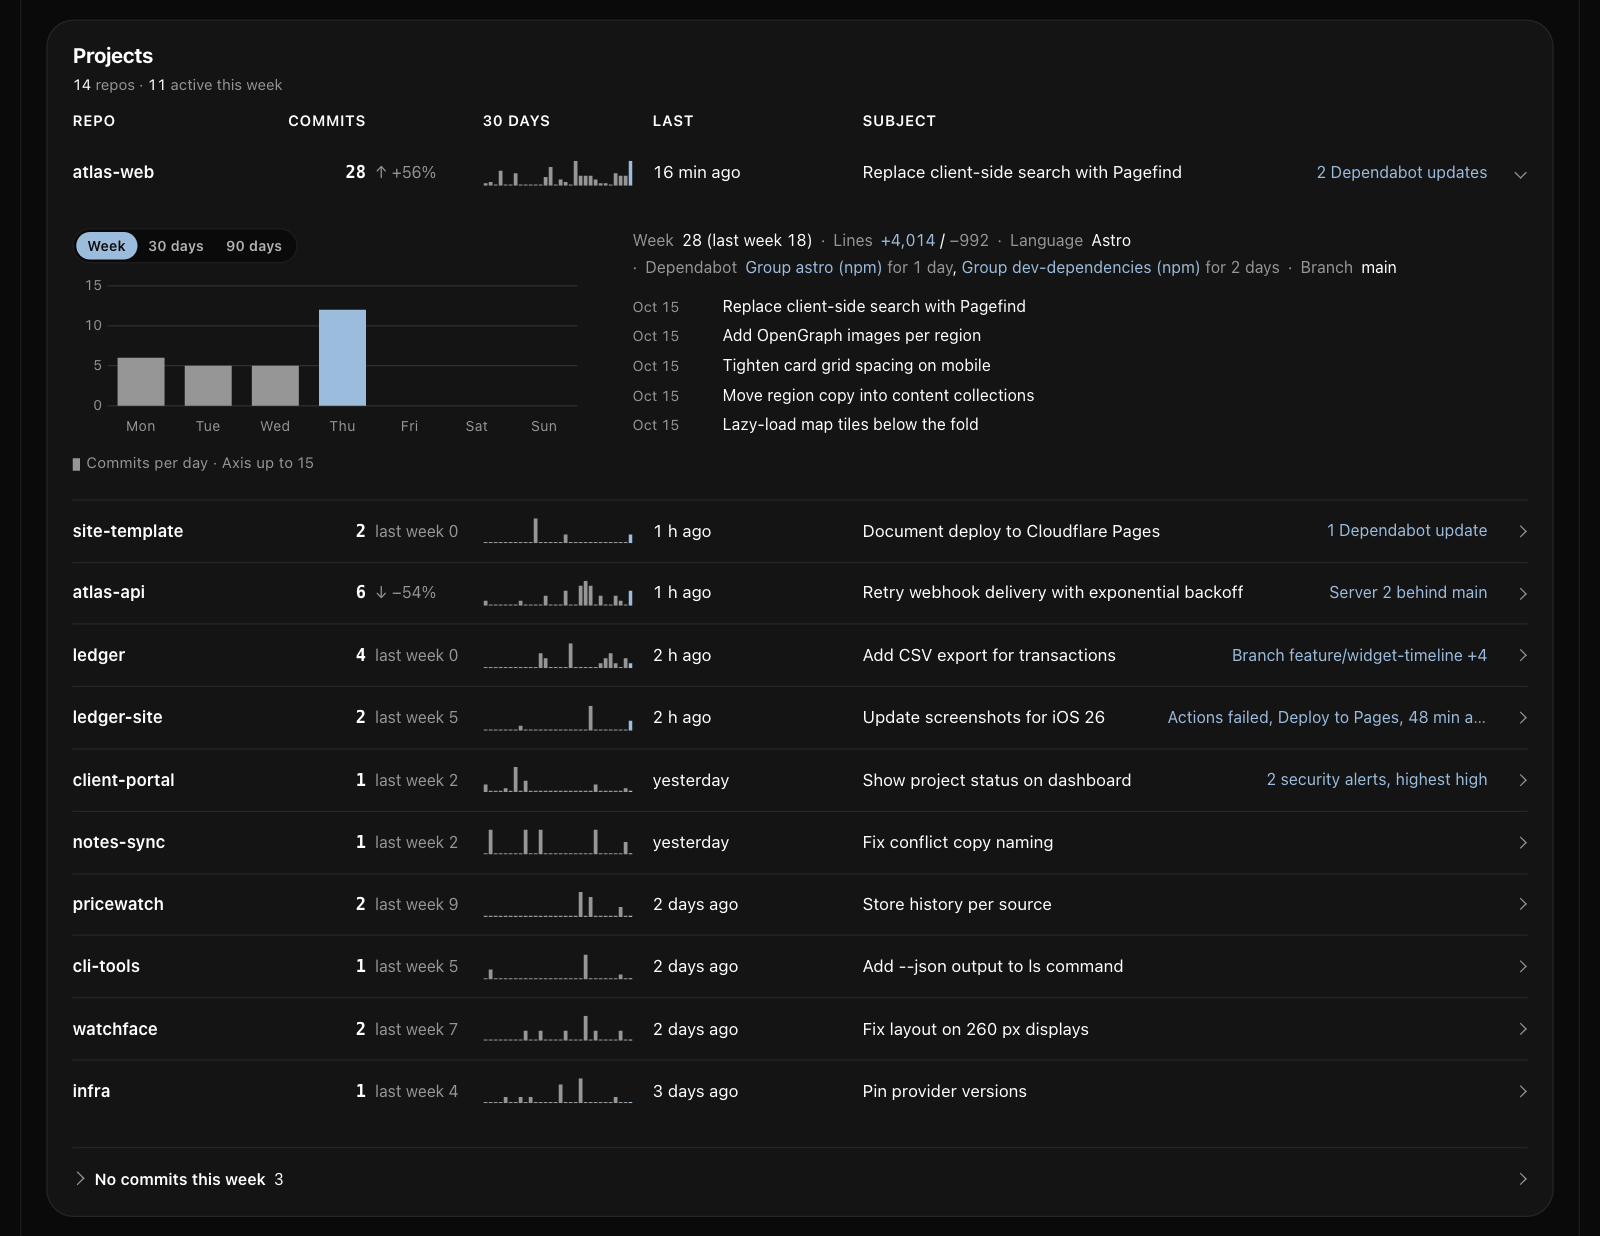 Projects
14 repos · 11 active this week
REPO COMMITS 30 DAYS LAST SUBJECT
atlas-web 28 ↑ +56% 16 min ago Replace client-side search with Pagefind 2 Dependabot updates
Week 30 days 90 days
15
10
5
0
Mon Tue Wed Thu Fri Sat Sun
Commits per day · Axis up to 15
Week 28 (last week 18) · Lines +4,014 / −992 · Language Astro
· Dependabot Group astro (npm) for 1 day, Group dev-dependencies (npm) for 2 days · Branch main
Oct 15 Replace client-side search with Pagefind
Oct 15 Add OpenGraph images per region
Oct 15 Tighten card grid spacing on mobile
Oct 15 Move region copy into content collections
Oct 15 Lazy-load map tiles below the fold
site-template 2 last week 0 1 h ago Document deploy to Cloudflare Pages 1 Dependabot update
atlas-api 6 ↓ −54% 1 h ago Retry webhook delivery with exponential backoff Server 2 behind main
ledger 4 last week 0 2 h ago Add CSV export for transactions Branch feature/widget-timeline +4
ledger-site 2 last week 5 2 h ago Update screenshots for iOS 26 Actions failed, Deploy to Pages, 48 min a…
client-portal 1 last week 2 yesterday Show project status on dashboard 2 security alerts, highest high
notes-sync 1 last week 2 yesterday Fix conflict copy naming
pricewatch 2 last week 9 2 days ago Store history per source
cli-tools 1 last week 5 2 days ago Add --json output to ls command
watchface 2 last week 7 2 days ago Fix layout on 260 px displays
infra 1 last week 4 3 days ago Pin provider versions
No commits this week 3